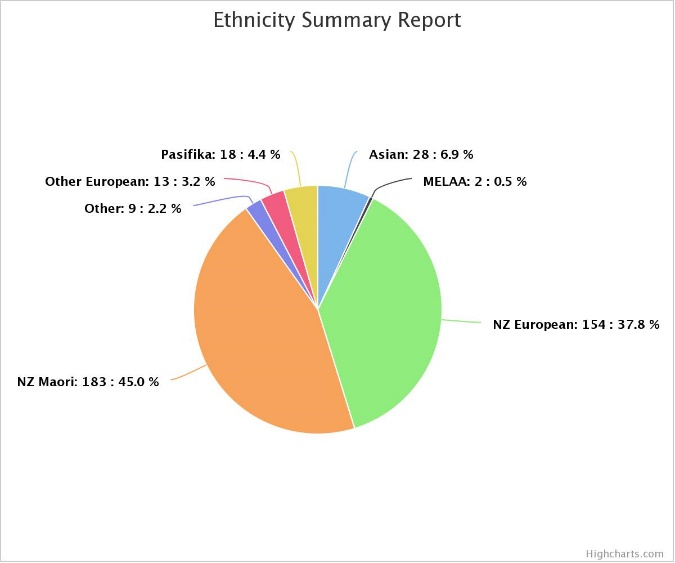 Ethnicity Summary Report
Pasifika: 18 : 4.4 %
Asian: 28 : 6.9 %
Other European: 13 : 3.2 %
MELAA: 2 : 0.5 %
Other: 9 : 2.2 %
NZ European: 154 : 37.8 %
NZ Maori: 183 : 45.0 %
Highcharts.com